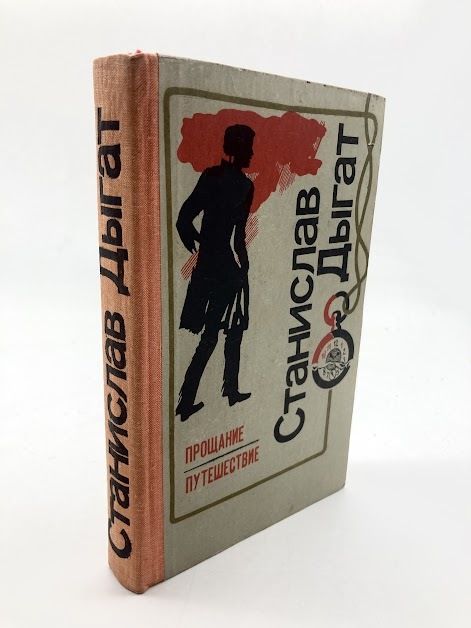 Станислав Дыгат
Станислав
Дыгат
ПРОЩАНИЕ
ПУТЕШЕСТВИЕ